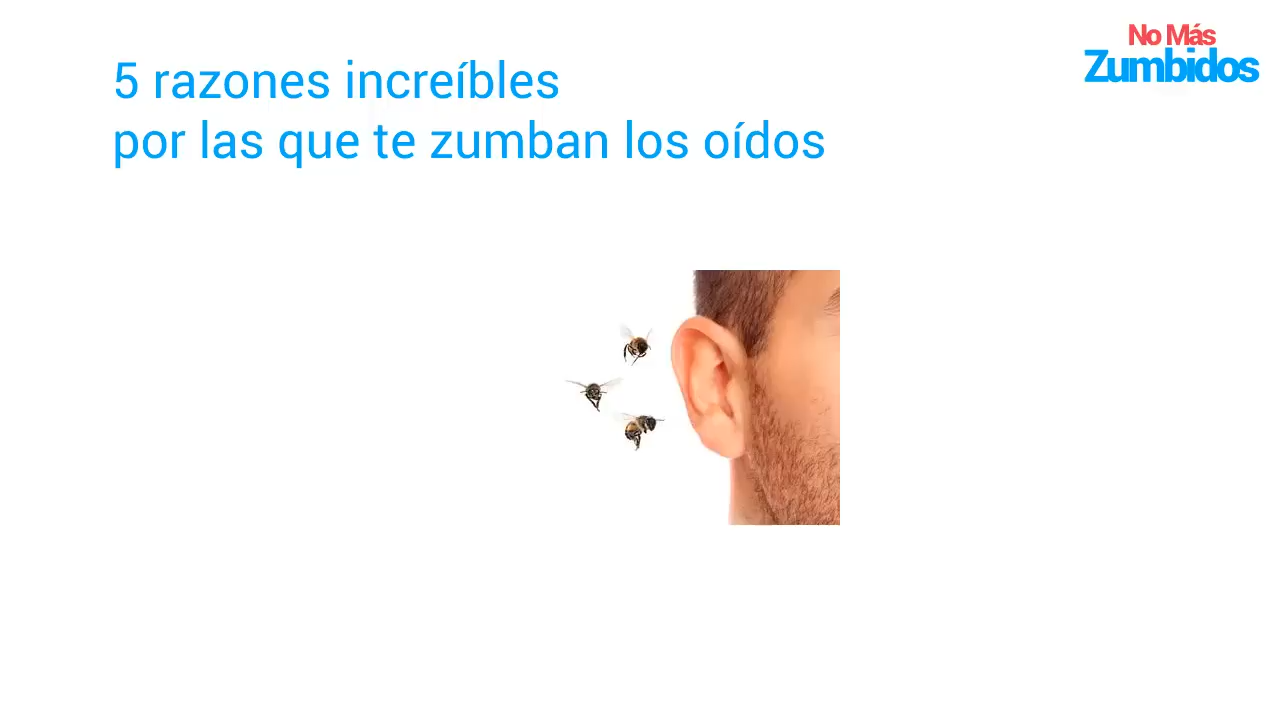 5 razones increíbles
por las que te zumban los oídos
No Más
Zumbidos